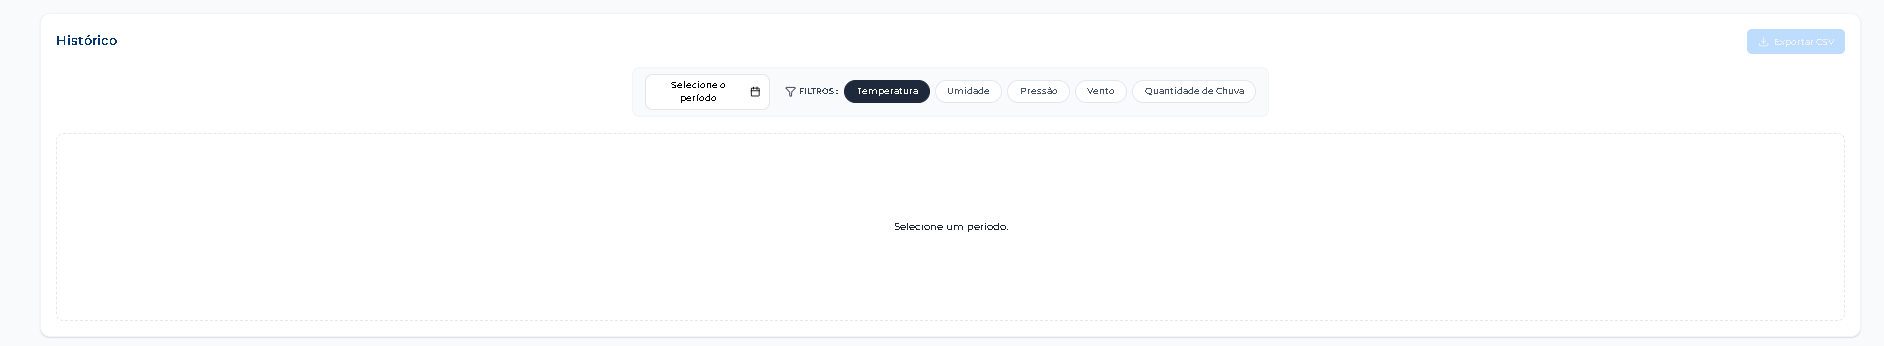 Histórico
Exportar CSV
Selecione o
período
FILTROS:
Temperatura
Umidade
Pressão
Vento
Quantidade de Chuva
Selecione um período.